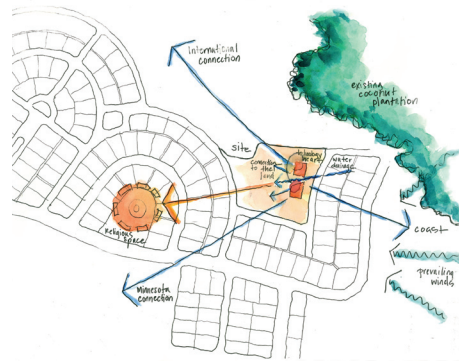 International
connection
existing
coconut
plantation
site
connecting
to the
land
heart
water
drainage
religious
space
coast
prevailing
winds
Minnesota
connection